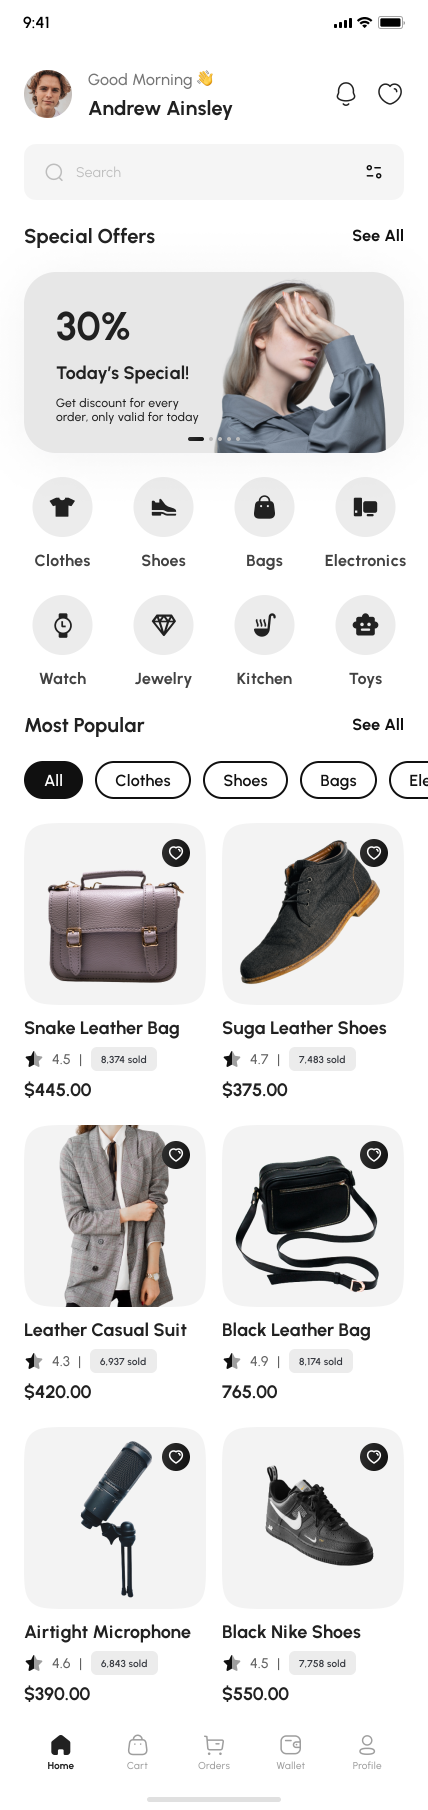 9:41
Good Morning 👋
Andrew Ainsley
Search
Special Offers
See All
30%
Today's Special!
Get discount for every
order, only valid for today
Clothes
Shoes
Bags
Electronics
Watch
Jewelry
Kitchen
Toys
Most Popular
See All
All
Clothes
Shoes
Bags
Ele
Snake Leather Bag
4.5 | 8,374 sold
$445.00
Suga Leather Shoes
4.7 | 7,483 sold
$375.00
Leather Casual Suit
4.3 | 6,937 sold
$420.00
Black Leather Bag
4.9 | 8,174 sold
765.00
Airtight Microphone
4.6 | 6,843 sold
$390.00
Black Nike Shoes
4.5 | 7,758 sold
$550.00
Home
Cart
Orders
Wallet
Profile